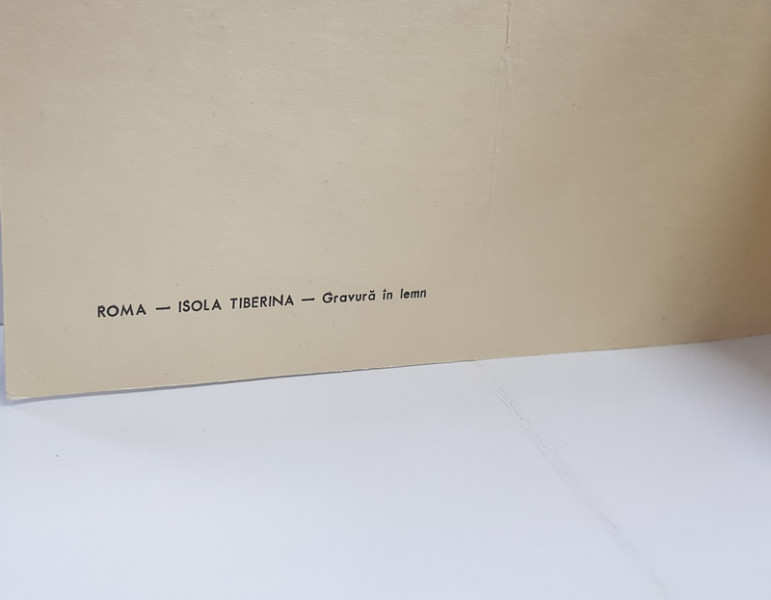 ROMA — ISOLA TIBERINA — Gravură în lemn